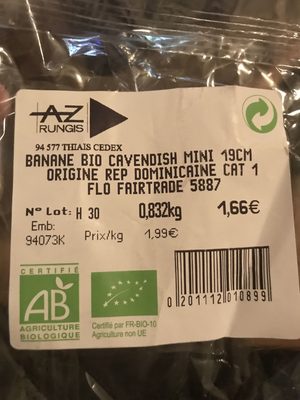 AZ
RUNGIS
94 577 THIAIS CEDEX
BANANE BIO CAVENDISH MINI 19CM
ORIGINE REP DOMINICAINE CAT 1
FLO FAIRTRADE 5887
N° Lot: H 30 0,832kg 1,66€
Emb:
94073K Prix/kg 1,99€
CERTIFIÉ
AB
AGRICULTURE
BIOLOGIQUE
Certifié par FR-BIO-10
Agriculture non UE
0 201112 010899